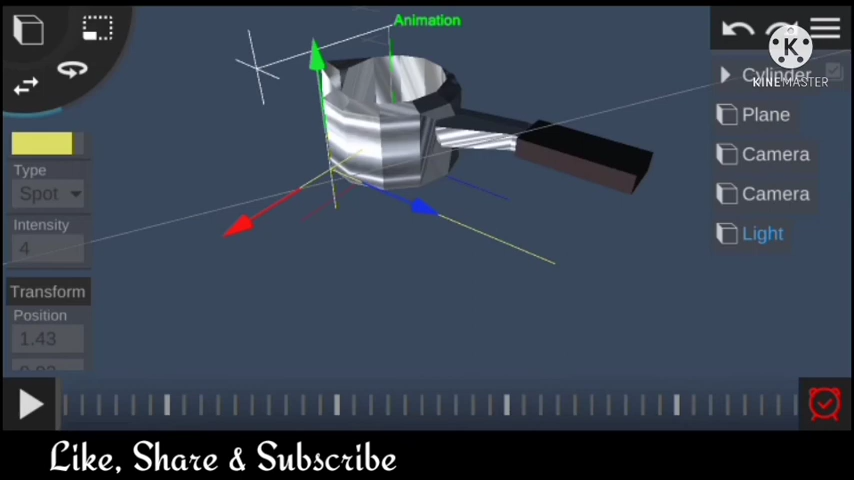 Animation
K
KINEMASTER
Cylinder
Plane
Camera
Camera
Light
Type
Spot
Intensity
4
Transform
Position
1.43
Like, Share & Subscribe